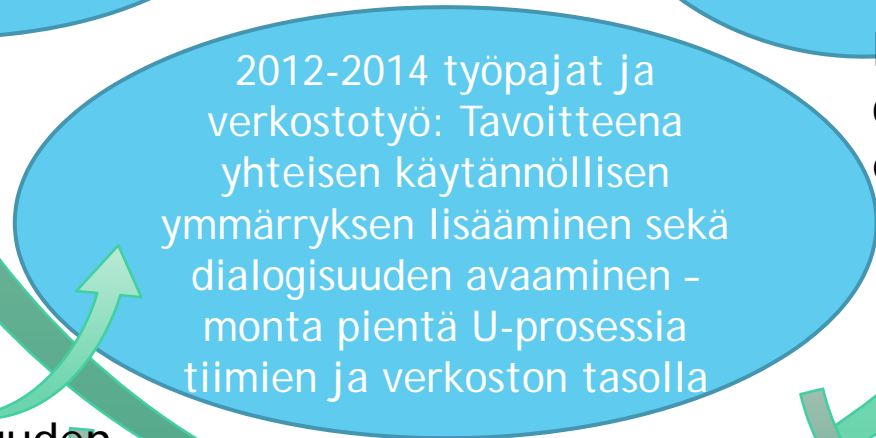 2012-2014 työpajat ja
verkostotyö: Tavoitteena
yhteisen käytännöllisen
ymmärryksen lisääminen sekä
dialogisuuden avaaminen –
monta pientä U-prosessia
tiimien ja verkoston tasolla